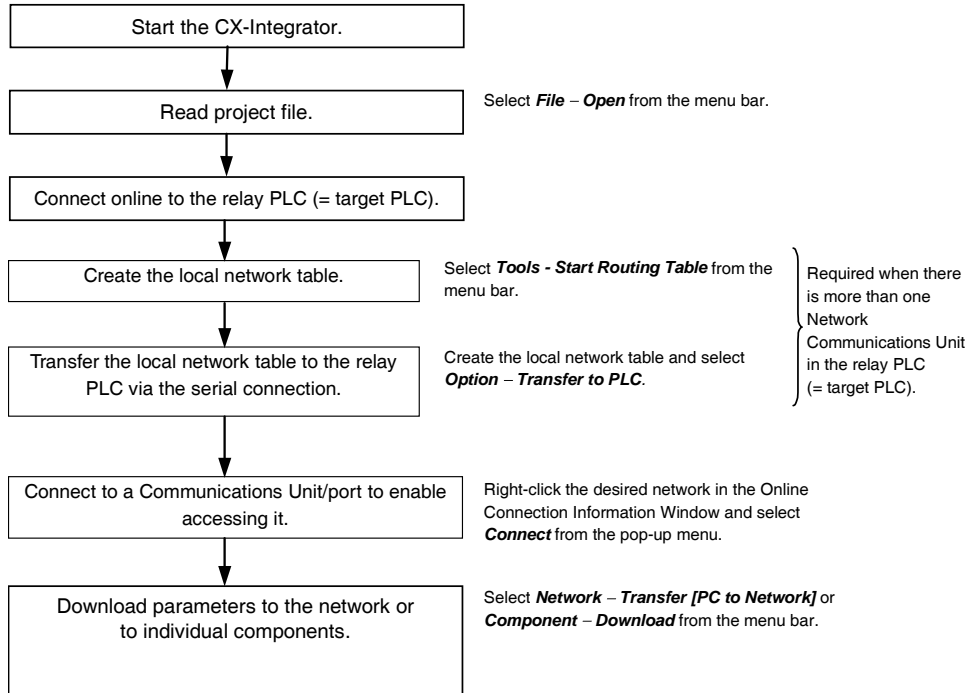 Start the CX-Integrator.
Read project file.
Select File – Open from the menu bar.
Connect online to the relay PLC (= target PLC).
Create the local network table.
Select Tools - Start Routing Table from the
menu bar.
Transfer the local network table to the relay
PLC via the serial connection.
Create the local network table and select
Option – Transfer to PLC.
Required when there
is more than one
Network
Communications Unit
in the relay PLC
(= target PLC).
Connect to a Communications Unit/port to enable
accessing it.
Right-click the desired network in the Online
Connection Information Window and select
Connect from the pop-up menu.
Download parameters to the network or
to individual components.
Select Network – Transfer [PC to Network] or
Component – Download from the menu bar.